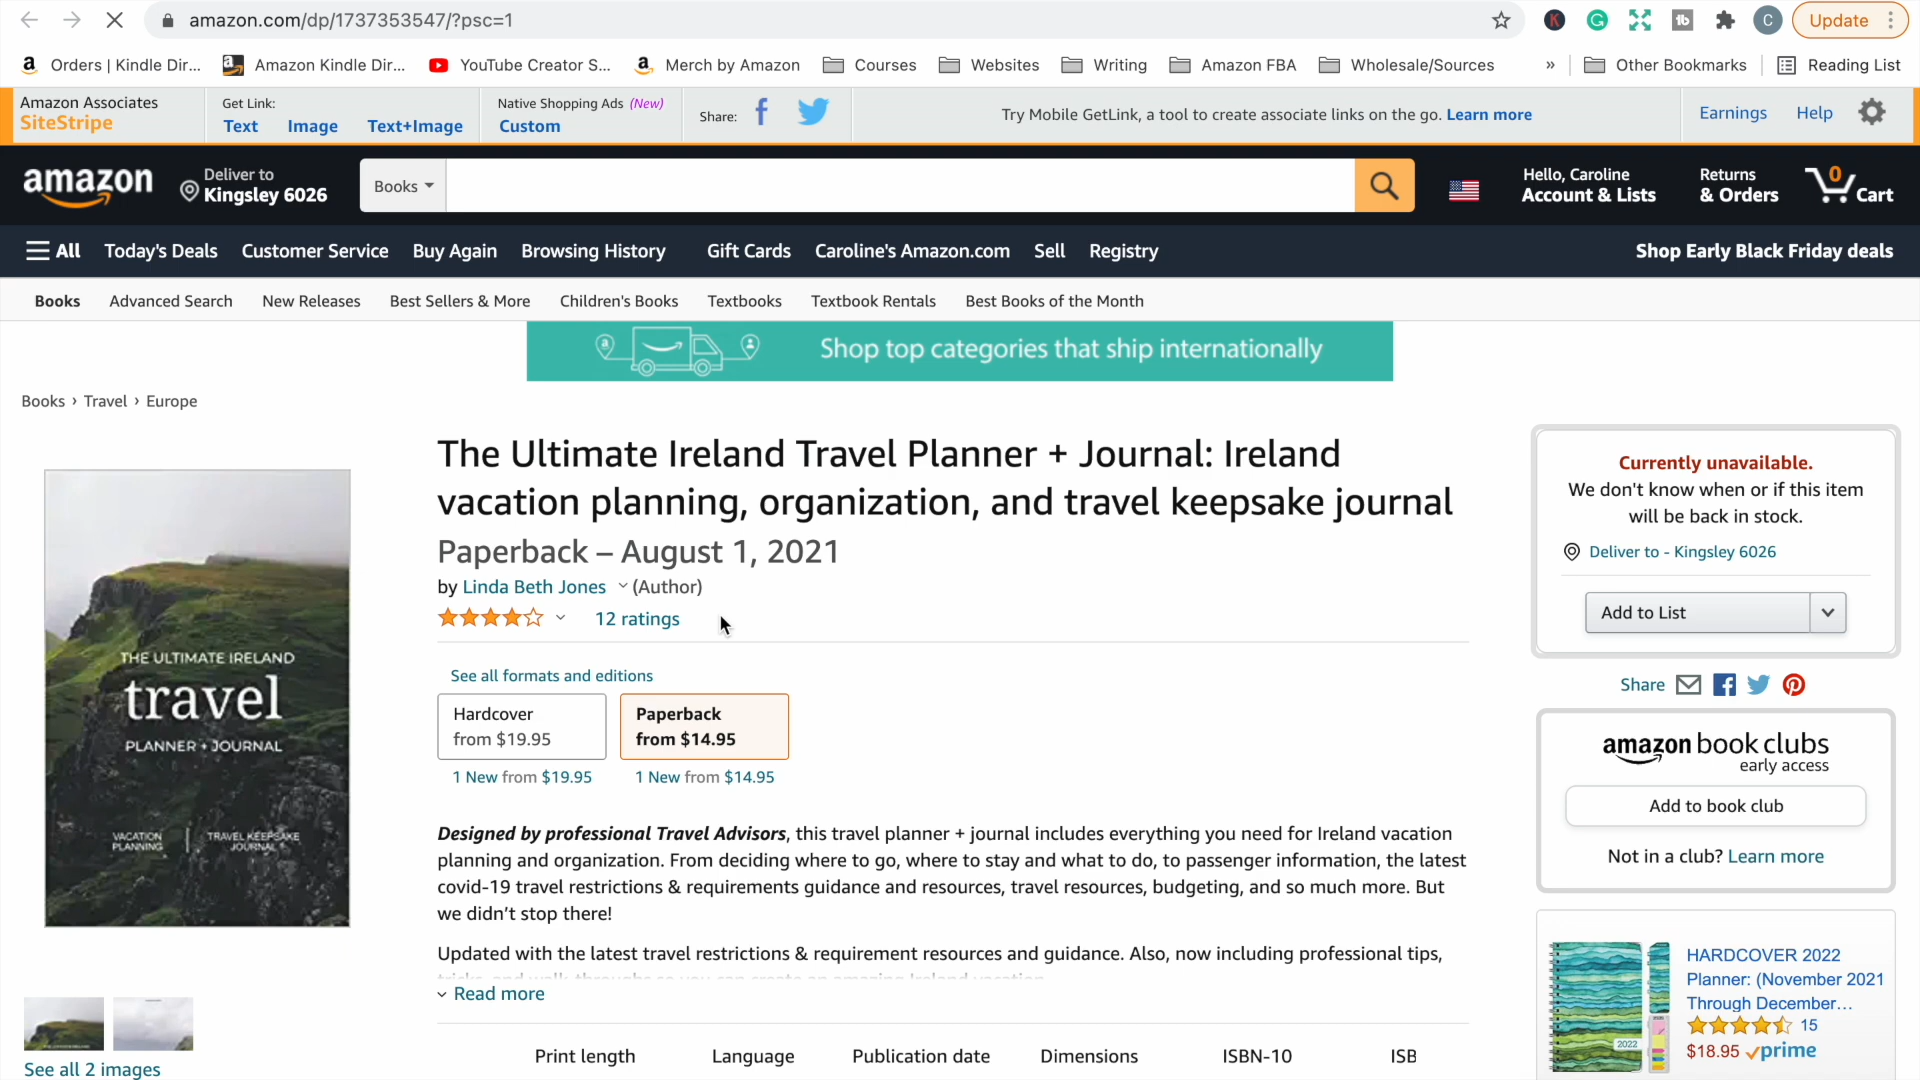 amazon.com/dp/1737353547/?psc=1
Update
Orders | Kindle Dir...
Amazon Kindle Dir...
YouTube Creator S...
Merch by Amazon
Courses
Websites
Writing
Amazon FBA
Wholesale/Sources
»
Other Bookmarks
Reading List
Amazon Associates
SiteStripe
Get Link:
Text Image Text+Image
Native Shopping Ads (New)
Custom
Share:
Try Mobile GetLink, a tool to create associate links on the go. Learn more
Earnings
Help
amazon
Deliver to
Kingsley 6026
Books
Hello, Caroline
Account & Lists
Returns
& Orders
0
Cart
All Today's Deals Customer Service Buy Again Browsing History Gift Cards Caroline's Amazon.com Sell Registry
Shop Early Black Friday deals
Books Advanced Search New Releases Best Sellers & More Children's Books Textbooks Textbook Rentals Best Books of the Month
Shop top categories that ship internationally
Books › Travel › Europe
THE ULTIMATE IRELAND
travel
PLANNER + JOURNAL
VACATION
PLANNING
TRAVEL KEEPSAKE
JOURNAL
See all 2 images
The Ultimate Ireland Travel Planner + Journal: Ireland
vacation planning, organization, and travel keepsake journal
Paperback – August 1, 2021
by Linda Beth Jones (Author)
12 ratings
See all formats and editions
Hardcover
from $19.95
1 New from $19.95
Paperback
from $14.95
1 New from $14.95
Designed by professional Travel Advisors, this travel planner + journal includes everything you need for Ireland vacation
planning and organization. From deciding where to go, where to stay and what to do, to passenger information, the latest
covid-19 travel restrictions & requirements guidance and resources, travel resources, budgeting, and so much more. But
we didn't stop there!
Updated with the latest travel restrictions & requirement resources and guidance. Also, now including professional tips,
Read more
Print length
Language
Publication date
Dimensions
ISBN-10
ISB
Currently unavailable.
We don't know when or if this item
will be back in stock.
Deliver to - Kingsley 6026
Add to List
Share
amazon book clubs
early access
Add to book club
Not in a club? Learn more
HARDCOVER 2022
Planner: (November 2021
Through December...
15
$18.95 prime
2022